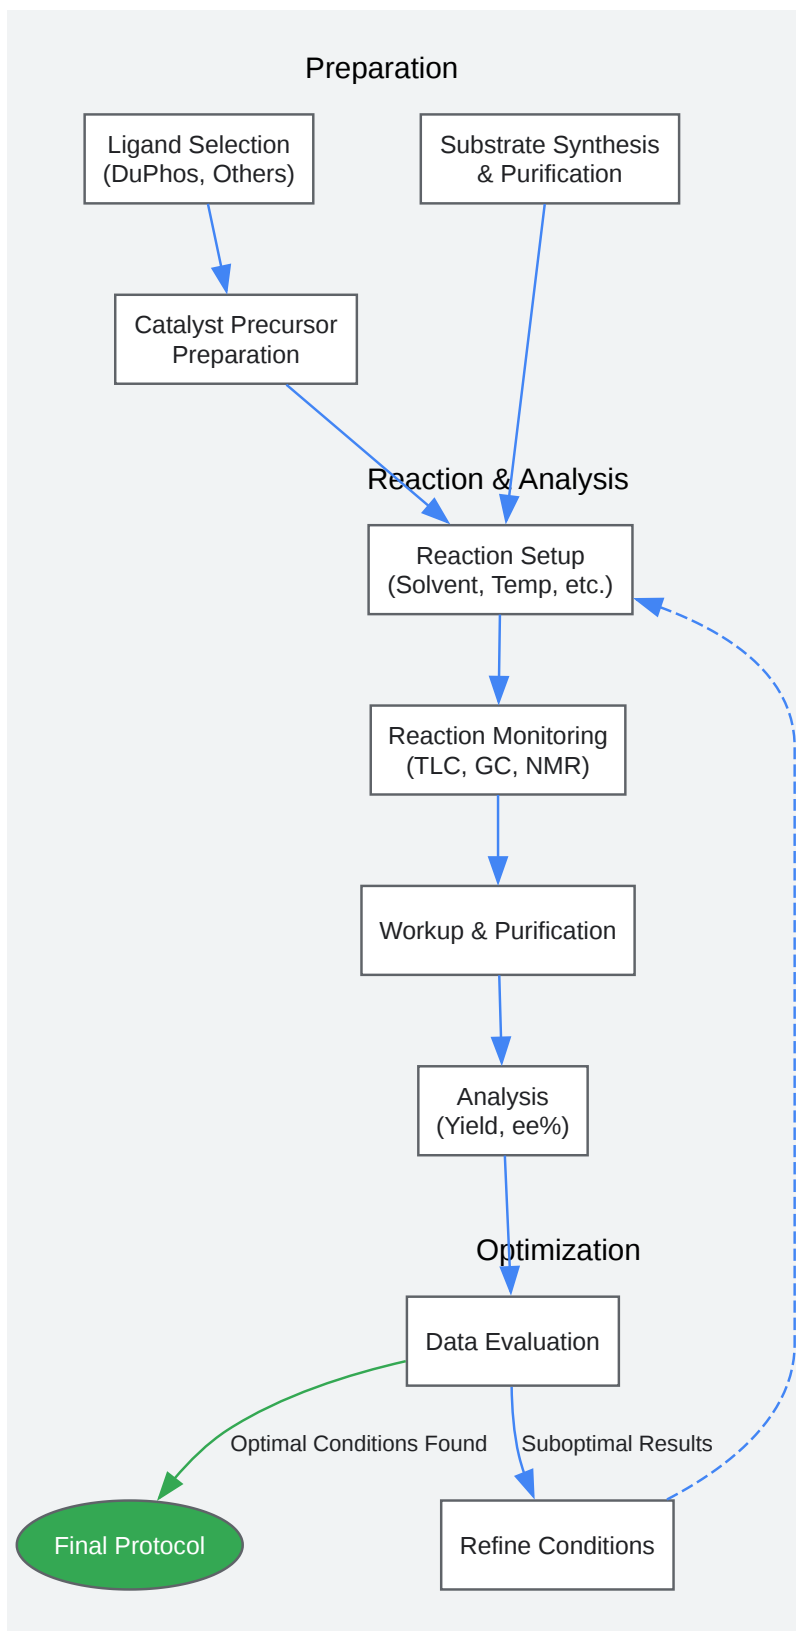 Preparation
Ligand Selection
(DuPhos, Others)
Substrate Synthesis
& Purification
Catalyst Precursor
Preparation
Reaction & Analysis
Reaction Setup
(Solvent, Temp, etc.)
Reaction Monitoring
(TLC, GC, NMR)
Workup & Purification
Analysis
(Yield, ee%)
Optimization
Data Evaluation
Optimal Conditions Found
Suboptimal Results
Final Protocol
Refine Conditions